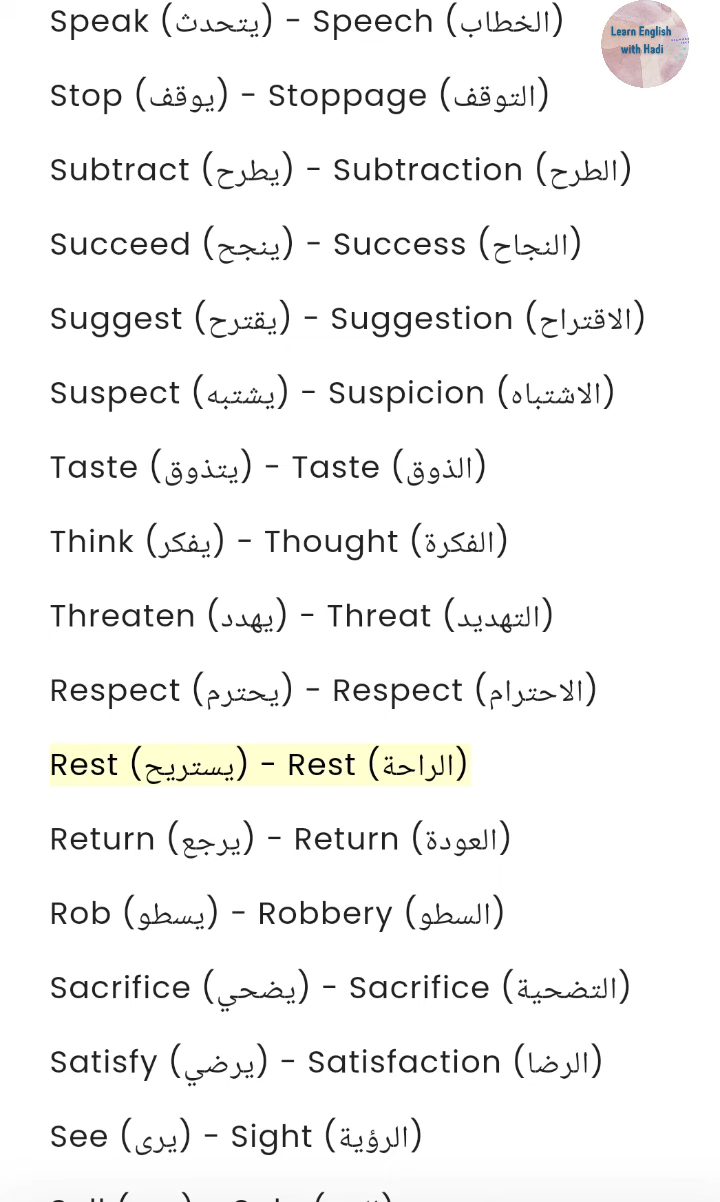 Speak (يتحدث) - Speech (الخطاب)
Learn English
with Hadi
Stop (يوقف) - Stoppage (التوقف)
Subtract (يطرح) - Subtraction (الطرح)
Succeed (ينجح) - Success (النجاح)
Suggest (يقترح) - Suggestion (الاقتراح)
Suspect (يشتبه) - Suspicion (الاشتباه)
Taste (يتذوق) - Taste (الذوق)
Think (يفكر) - Thought (الفكرة)
Threaten (يهدد) - Threat (التهديد)
Respect (يحترم) - Respect (الاحترام)
Rest (يستريح) - Rest (الراحة)
Return (يرجع) - Return (العودة)
Rob (يسطو) - Robbery (السطو)
Sacrifice (يضحي) - Sacrifice (التضحية)
Satisfy (يرضي) - Satisfaction (الرضا)
See (يرى) - Sight (الرؤية)